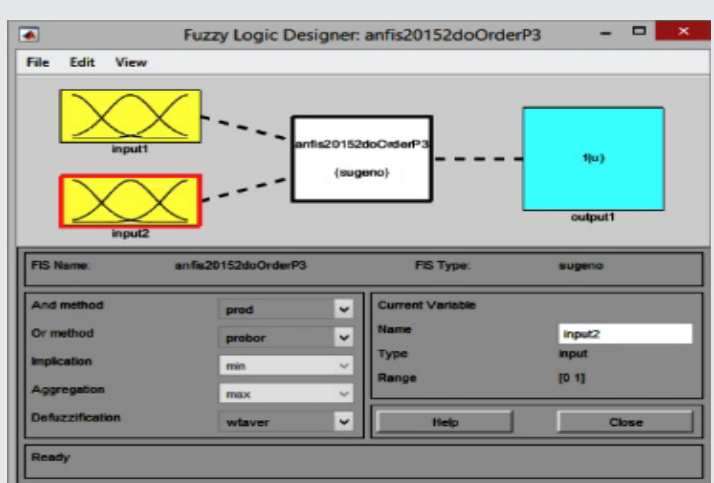 Fuzzy Logic Designer: anfis20152doOrderP3
File Edit View
input1
anfis20152doOrderP3
(sugeno)
f(u)
output1
input2
FIS Name: anfis20152doOrderP3 FIS Type: sugeno
And method prod
Or method probor
Implication min
Aggregation max
Defuzzification wtaver
Current Variable
Name input2
Type input
Range [0 1]
Help Close
Ready